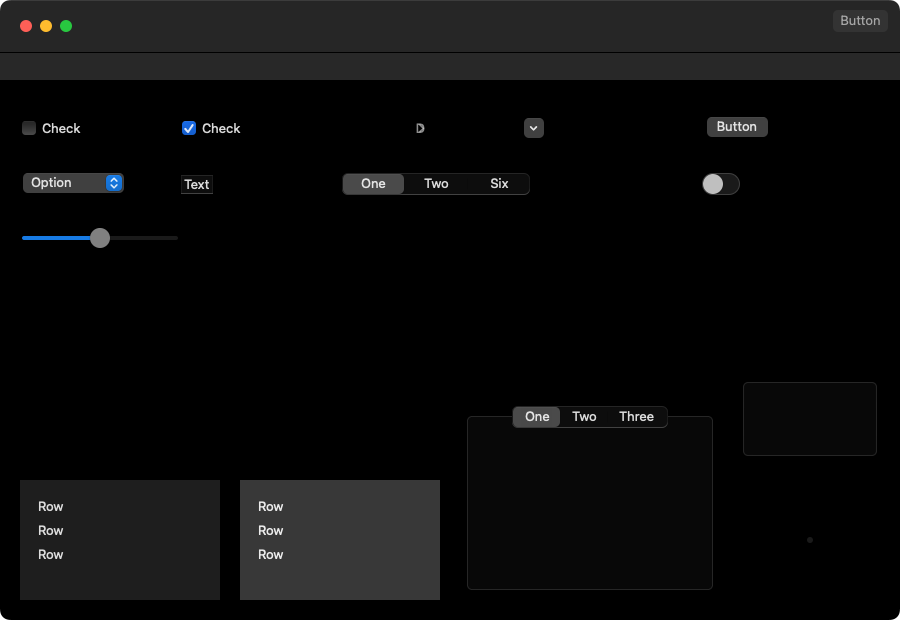 Button
Check Check D Button
Option Text One Two Six
One Two Three
Row Row
Row Row
Row Row